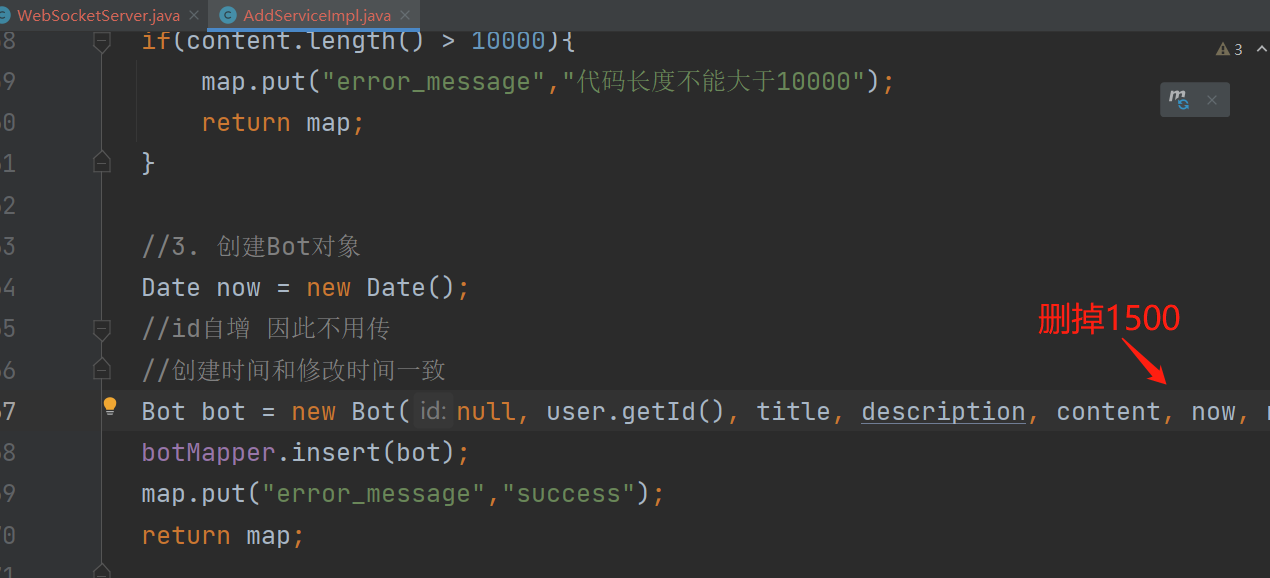 WebSocketServer.java AddServiceImpl.java
8 if(content.length() > 10000){
3
9 map.put("error_message","代码长度不能大于10000");
0 return map;
1 }
2
3 //3. 创建Bot对象
4 Date now = new Date();
删掉1500
5 //id自增 因此不用传
6 //创建时间和修改时间一致
7 Bot bot = new Bot( id: null, user.getId(), title, description, content, now,
8 botMapper.insert(bot);
9 map.put("error_message","success");
0 return map;